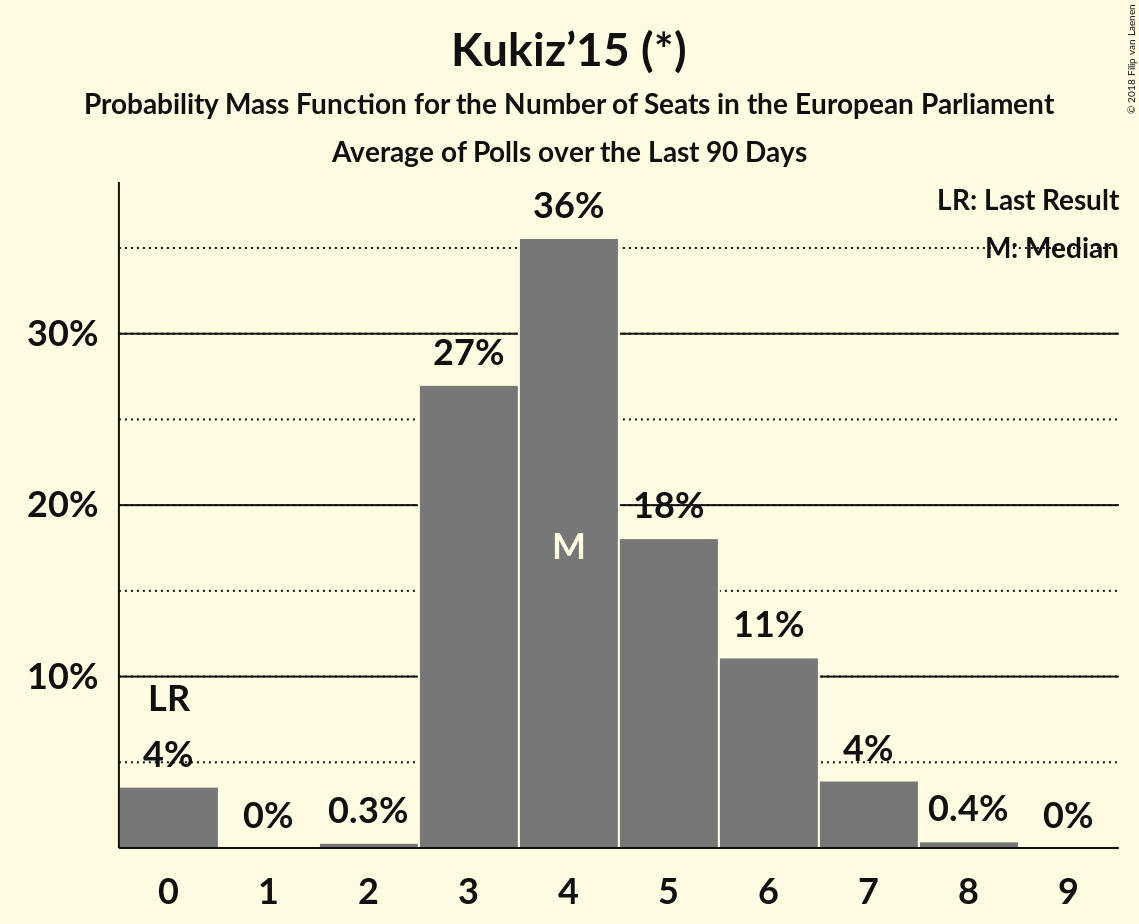 Kukiz’15 (*)
Probability Mass Function for the Number of Seats in the European Parliament
Average of Polls over the Last 90 Days
© 2018 Filip van Laenen
LR: Last Result
M: Median
36%
30%
27%
20%
18%
M
11%
10%
LR
4%
4%
0%
0.3%
0.4%
0%
0 1 2 3 4 5 6 7 8 9